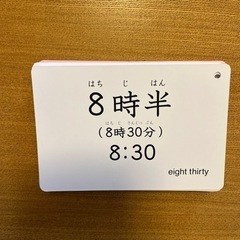 はち じ はん
8時半
はち じ さんじっ ぷん
(8時30分)
8:30
eight thirty